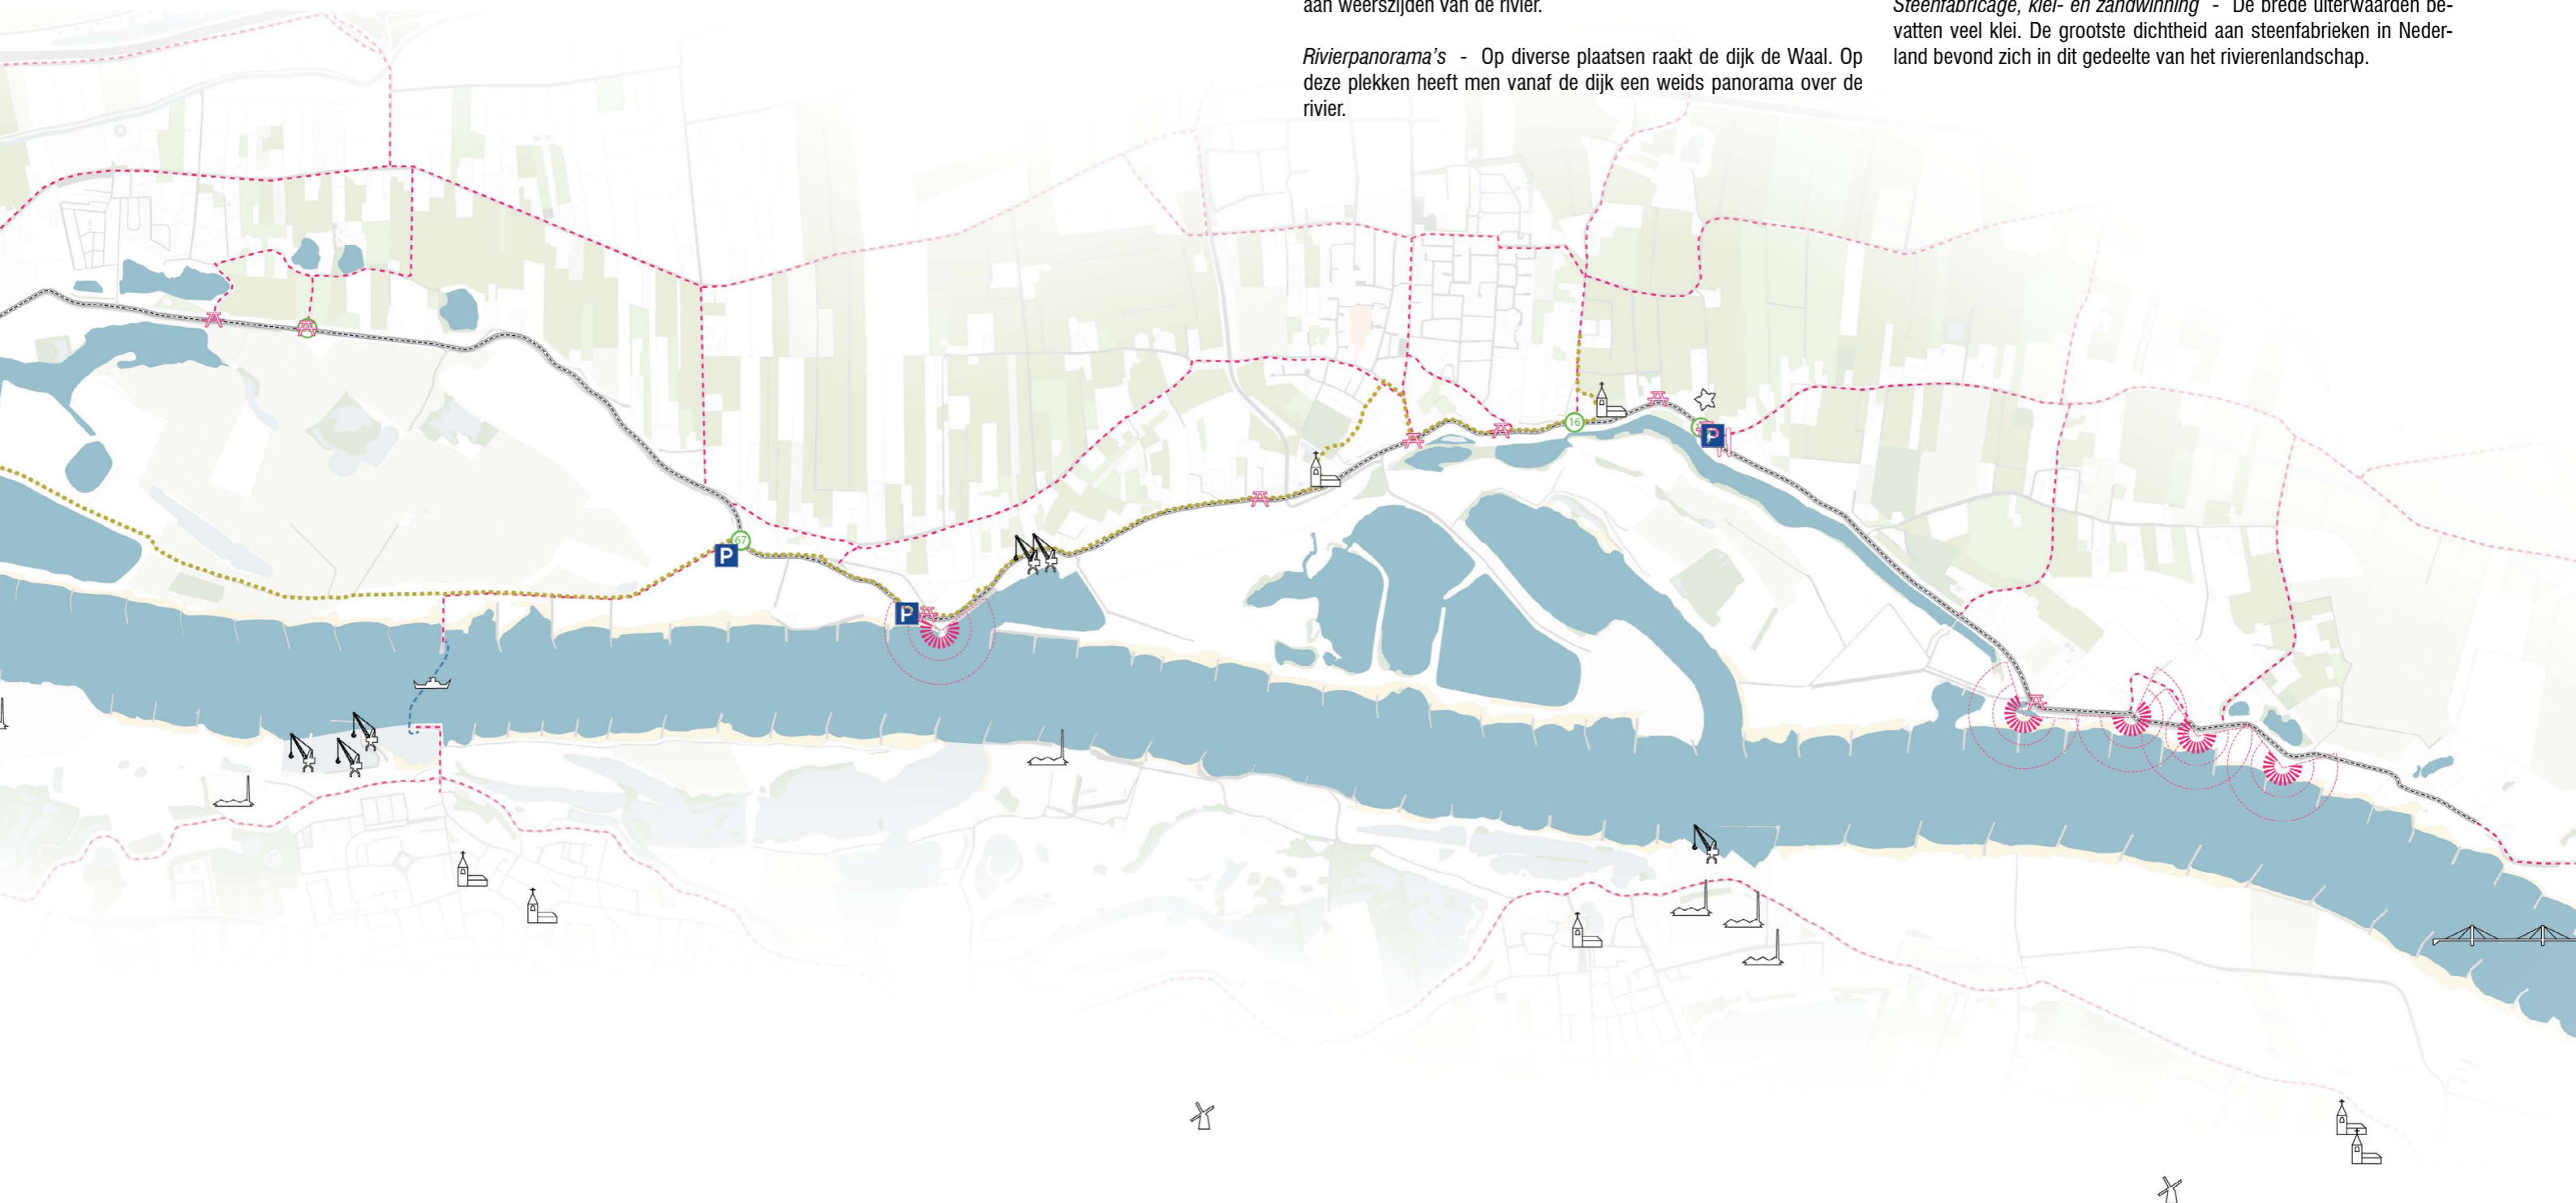 aan weerszijden van de rivier.
Rivierpanorama's - Op diverse plaatsen raakt de dijk de Waal. Op
deze plekken heeft men vanaf de dijk een weids panorama over de
rivier.
Steenfabricage, klei- en zandwinning - De brede uiterwaarden be-
vatten veel klei. De grootste dichtheid aan steenfabrieken in Neder-
land bevond zich in dit gedeelte van het rivierenlandschap.
16
P
67
P
P